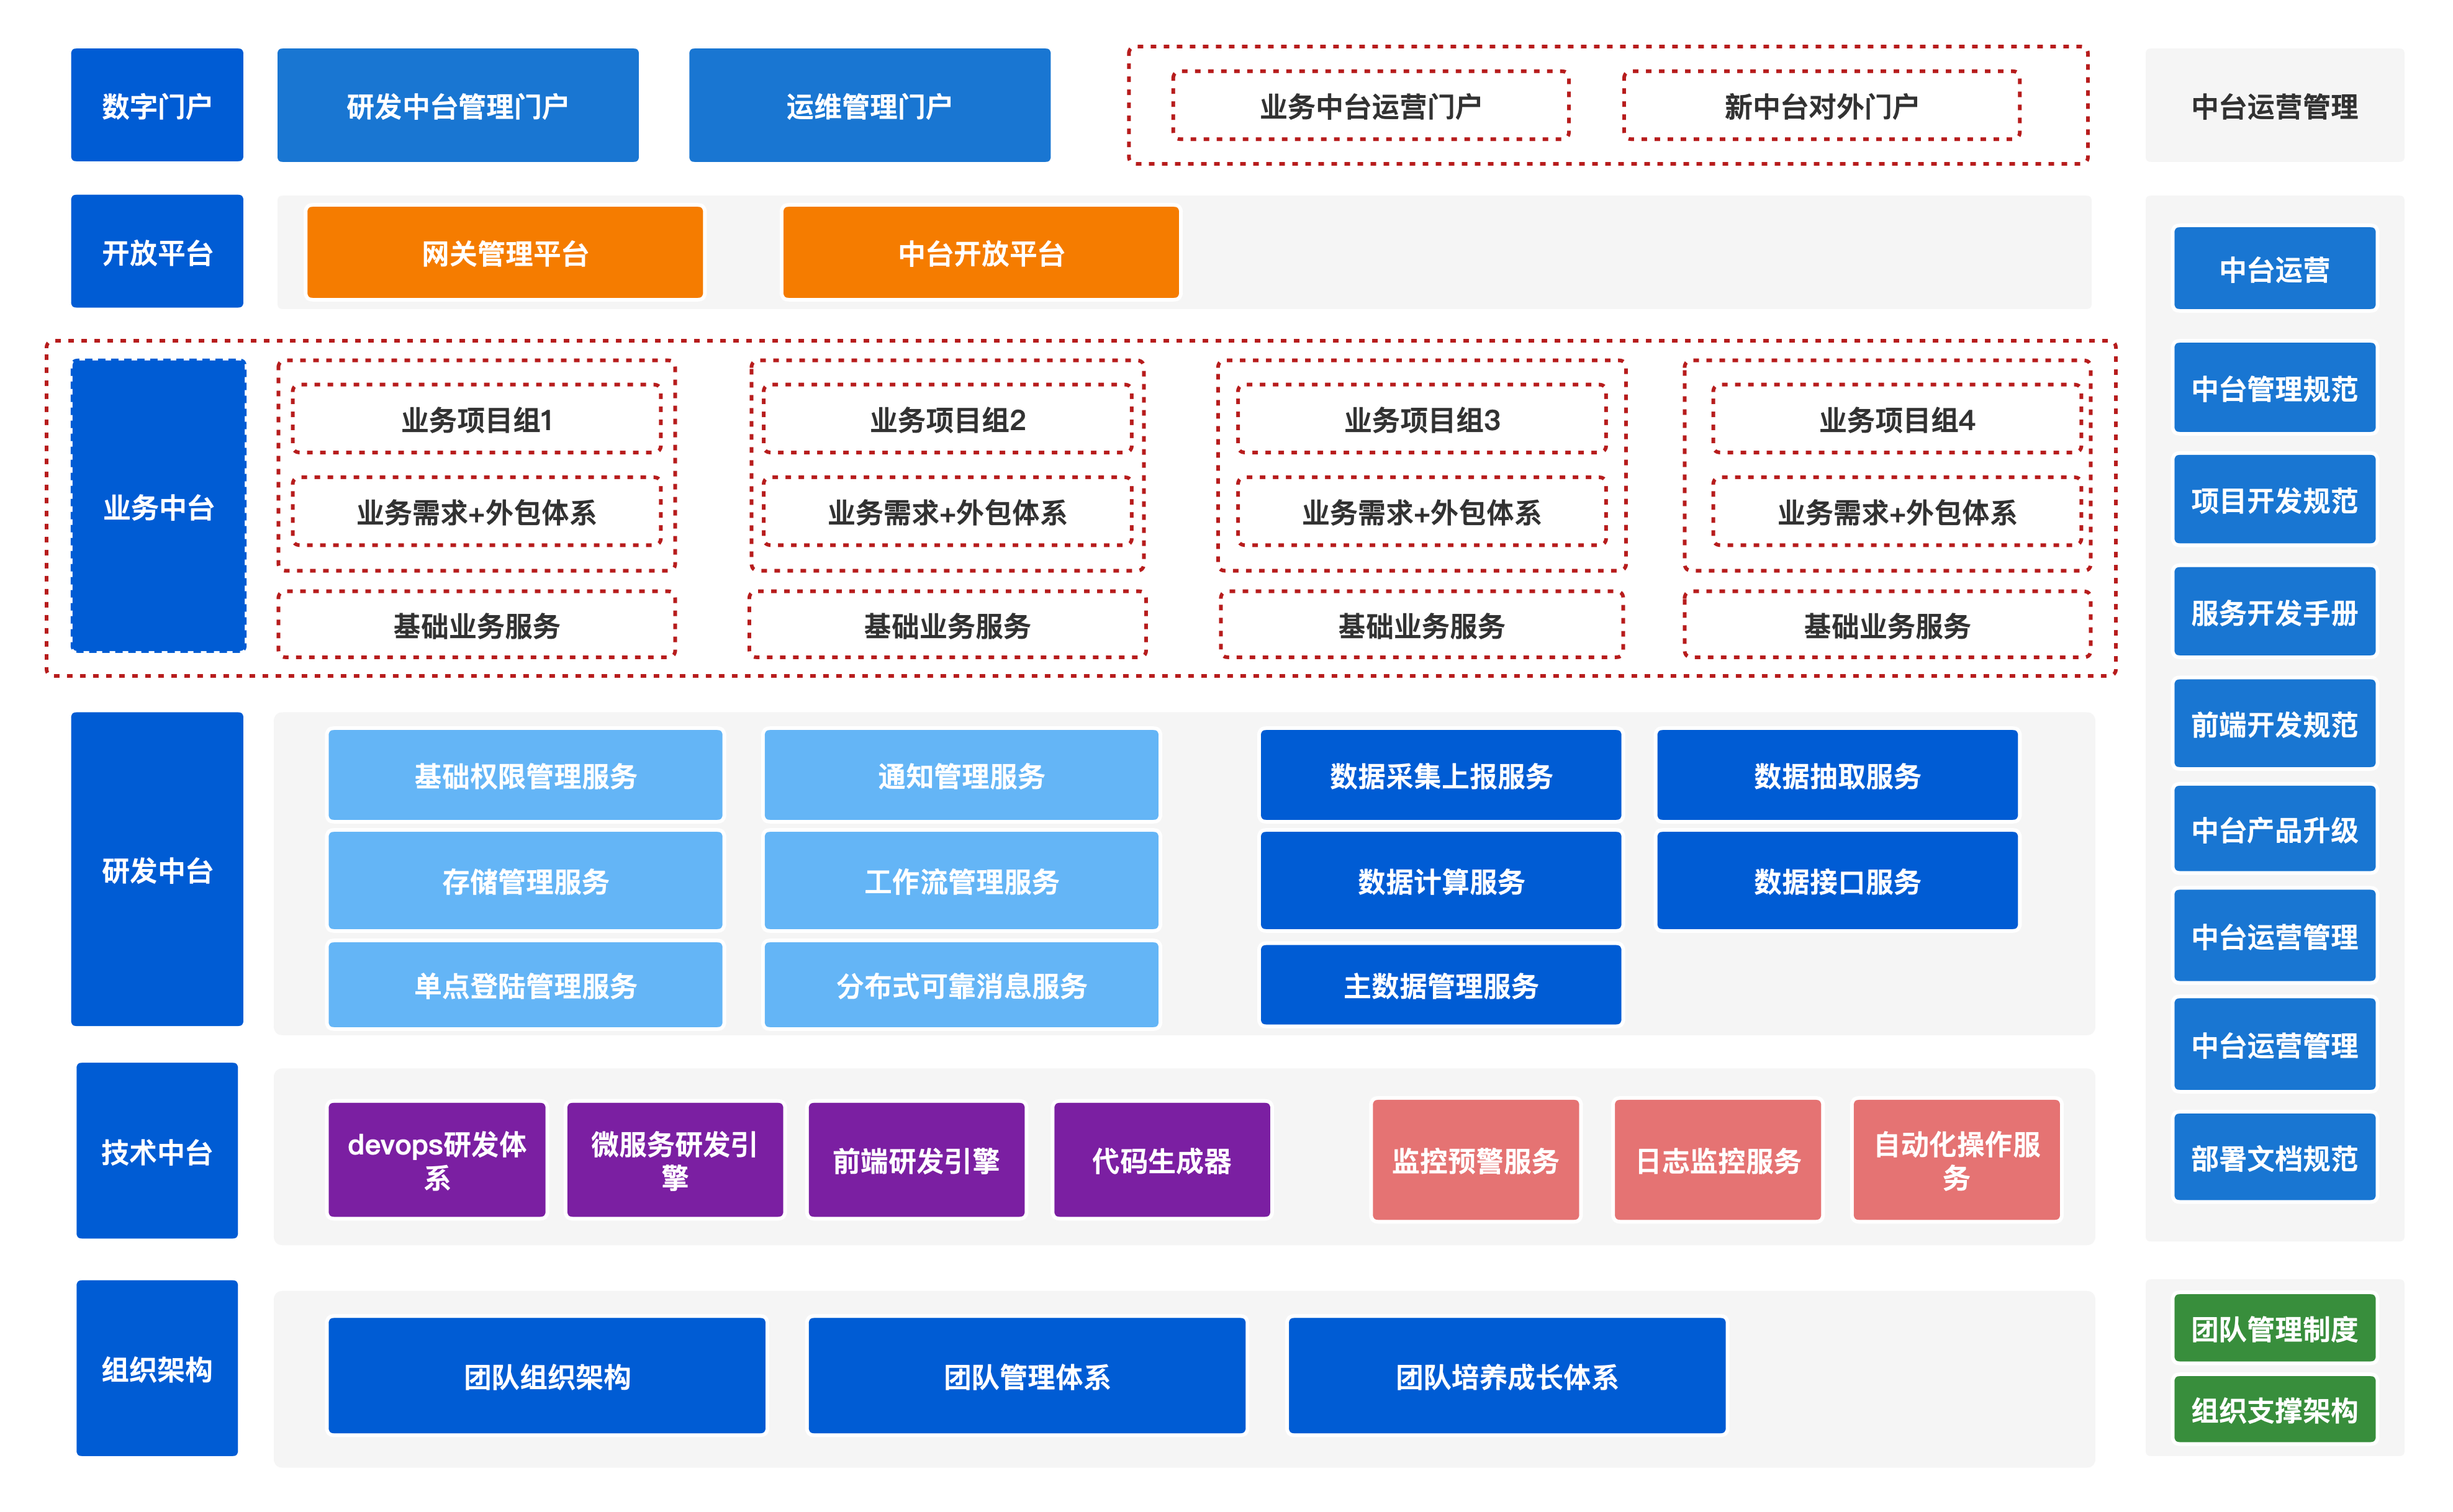 数字门户
研发中台管理门户
运维管理门户
业务中台运营门户
新中台对外门户
中台运营管理
开放平台
网关管理平台
中台开放平台
业务中台
业务项目组1
业务项目组2
业务项目组3
业务项目组4
业务需求+外包体系
业务需求+外包体系
业务需求+外包体系
业务需求+外包体系
基础业务服务
基础业务服务
基础业务服务
基础业务服务
研发中台
基础权限管理服务
通知管理服务
数据采集上报服务
数据抽取服务
存储管理服务
工作流管理服务
数据计算服务
数据接口服务
单点登陆管理服务
分布式可靠消息服务
主数据管理服务
技术中台
devops研发体
系
微服务研发引
擎
前端研发引擎
代码生成器
监控预警服务
日志监控服务
自动化操作服
务
组织架构
团队组织架构
团队管理体系
团队培养成长体系
中台运营
中台管理规范
项目开发规范
服务开发手册
前端开发规范
中台产品升级
中台运营管理
中台运营管理
部署文档规范
团队管理制度
组织支撑架构